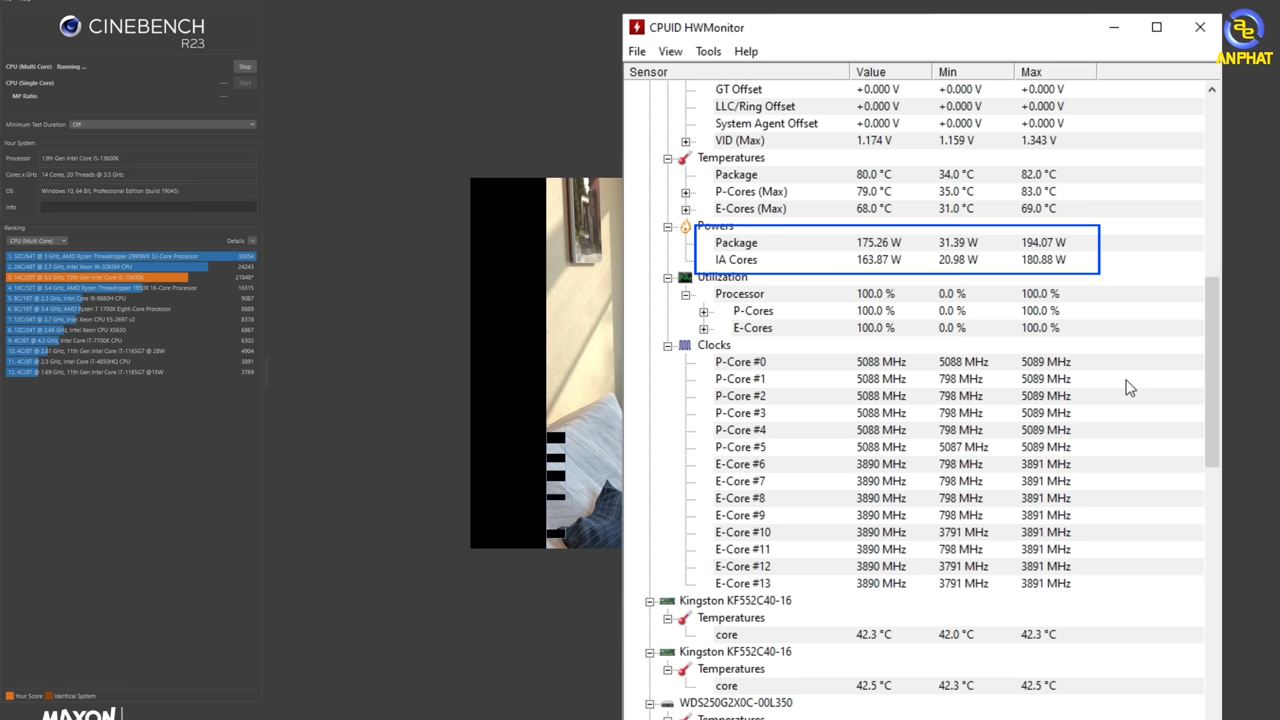 CINEBENCH
R23
CPU (Multi Core) Running ... Stop
CPU (Single Core) --- Start
MP Ratio ---
Minimum Test Duration Off
Your System
Processor 13th Gen Intel Core i5-13600K
Cores x GHz 14 Cores, 20 Threads @ 3.5 GHz
OS Windows 10, 64 Bit, Professional Edition (build 19045)
Info
Ranking
CPU (Multi Core) Details
1. 32C/64T @ 3 GHz, AMD Ryzen Threadripper 2990WX 32-Core Processor 30054
2. 24C/48T @ 2.7 GHz, Intel Xeon W-3265M CPU 24243
3. 14C/20T @ 3.5 GHz, 13th Gen Intel Core i5-13600K 21648*
4. 16C/32T @ 3.4 GHz, AMD Ryzen Threadripper 1950X 16-Core Processor 16315
5. 8C/16T @ 2.3 GHz, Intel Core i9-9880H CPU 9087
6. 8C/16T @ 3.4 GHz, AMD Ryzen 7 1700X Eight-Core Processor 8889
7. 12C/24T @ 2.7 GHz, Intel Xeon CPU E5-2697 v2 8378
8. 12C/24T @ 2.66 GHz, Intel Xeon CPU X5650 6867
9. 4C/8T @ 4.2 GHz, Intel Core i7-7700K CPU 6302
10. 4C/8T @ 2.81 GHz, 11th Gen Intel Core i7-1165G7 @ 28W 4904
11. 4C/8T @ 2.3 GHz, Intel Core i7-4850HQ CPU 3891
12. 4C/8T @ 1.69 GHz, 11th Gen Intel Core i7-1165G7 @15W 3769
Your Score Identical System
MAXON
CPUID HWMonitor
File View Tools Help
Sensor Value Min Max
GT Offset +0.000 V +0.000 V +0.000 V
LLC/Ring Offset +0.000 V +0.000 V +0.000 V
System Agent Offset +0.000 V +0.000 V +0.000 V
VID (Max) 1.174 V 1.159 V 1.343 V
Temperatures
Package 80.0 °C 34.0 °C 82.0 °C
P-Cores (Max) 79.0 °C 35.0 °C 83.0 °C
E-Cores (Max) 68.0 °C 31.0 °C 69.0 °C
Powers
Package 175.26 W 31.39 W 194.07 W
IA Cores 163.87 W 20.98 W 180.88 W
Utilization
Processor 100.0 % 0.0 % 100.0 %
P-Cores 100.0 % 0.0 % 100.0 %
E-Cores 100.0 % 0.0 % 100.0 %
Clocks
P-Core #0 5088 MHz 5088 MHz 5089 MHz
P-Core #1 5088 MHz 798 MHz 5089 MHz
P-Core #2 5088 MHz 798 MHz 5089 MHz
P-Core #3 5088 MHz 798 MHz 5089 MHz
P-Core #4 5088 MHz 798 MHz 5089 MHz
P-Core #5 5088 MHz 5087 MHz 5089 MHz
E-Core #6 3890 MHz 798 MHz 3891 MHz
E-Core #7 3890 MHz 798 MHz 3891 MHz
E-Core #8 3890 MHz 798 MHz 3891 MHz
E-Core #9 3890 MHz 798 MHz 3891 MHz
E-Core #10 3890 MHz 3791 MHz 3891 MHz
E-Core #11 3890 MHz 798 MHz 3891 MHz
E-Core #12 3890 MHz 3791 MHz 3891 MHz
E-Core #13 3890 MHz 3791 MHz 3891 MHz
Kingston KF552C40-16
Temperatures
core 42.3 °C 42.0 °C 42.3 °C
Kingston KF552C40-16
Temperatures
core 42.5 °C 42.3 °C 42.5 °C
WDS250G2X0C-00L350
Temperatures
ae
ANPHAT